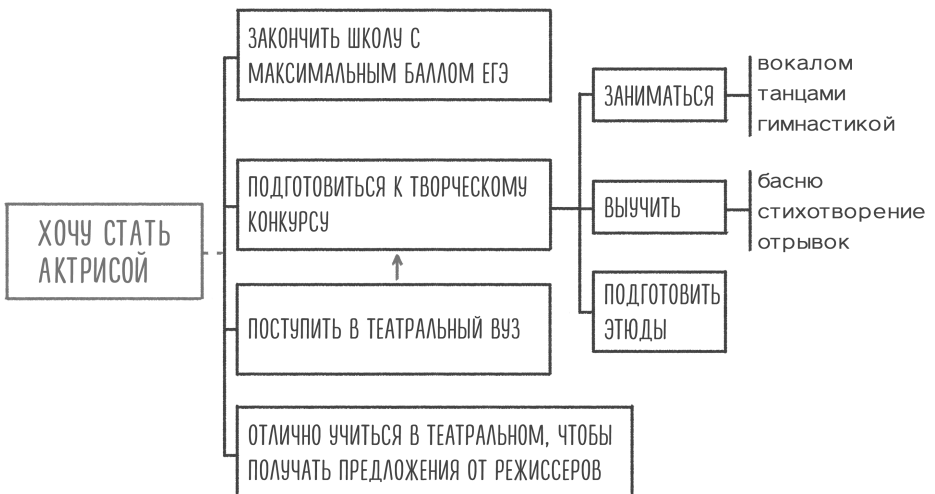 ХОЧУ СТАТЬ
АКТРИСОЙ
ЗАКОНЧИТЬ ШКОЛУ С
МАКСИМАЛЬНЫМ БАЛЛОМ ЕГЭ
ПОДГОТОВИТЬСЯ К ТВОРЧЕСКОМУ
КОНКУРСУ
ПОСТУПИТЬ В ТЕАТРАЛЬНЫЙ ВУЗ
ОТЛИЧНО УЧИТЬСЯ В ТЕАТРАЛЬНОМ, ЧТОБЫ
ПОЛУЧАТЬ ПРЕДЛОЖЕНИЯ ОТ РЕЖИССЕРОВ
ЗАНИМАТЬСЯ
вокалом
танцами
гимнастикой
ВЫУЧИТЬ
басню
стихотворение
отрывок
ПОДГОТОВИТЬ
ЭТЮДЫ